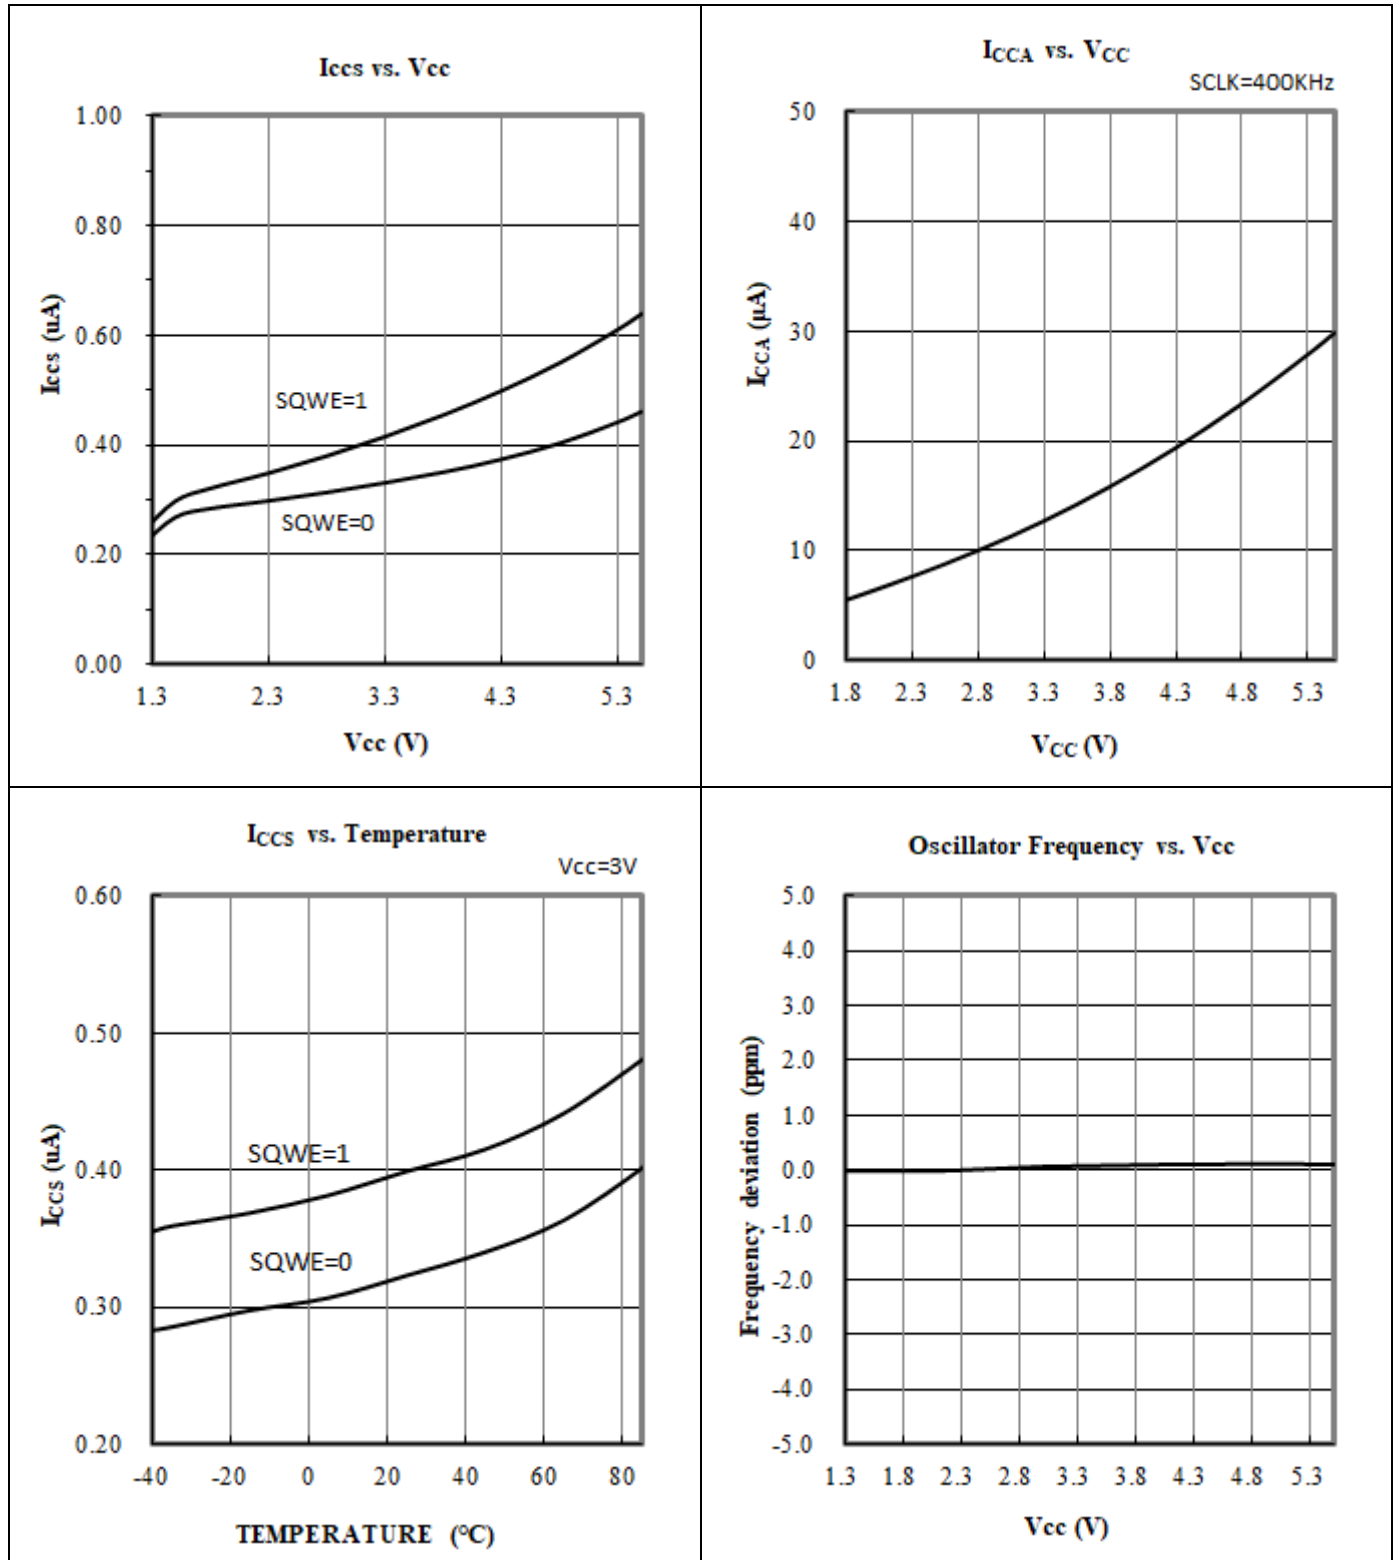 Iccs vs. Vcc
1.00
0.80
0.60
0.40
0.20
0.00
Iccs (uA)
SQWE=1
SQWE=0
1.3 2.3 3.3 4.3 5.3
Vcc (V)
ICCA vs. VCC
SCLK=400KHz
50
40
30
20
10
0
ICCA (µA)
1.8 2.3 2.8 3.3 3.8 4.3 4.8 5.3
VCC (V)
ICCS vs. Temperature
Vcc=3V
0.60
0.50
0.40
0.30
0.20
ICCS (uA)
SQWE=1
SQWE=0
-40 -20 0 20 40 60 80
TEMPERATURE (°C)
Oscillator Frequency vs. Vcc
5.0
4.0
3.0
2.0
1.0
0.0
-1.0
-2.0
-3.0
-4.0
-5.0
Frequency deviation (ppm)
1.3 1.8 2.3 2.8 3.3 3.8 4.3 4.8 5.3
Vcc (V)